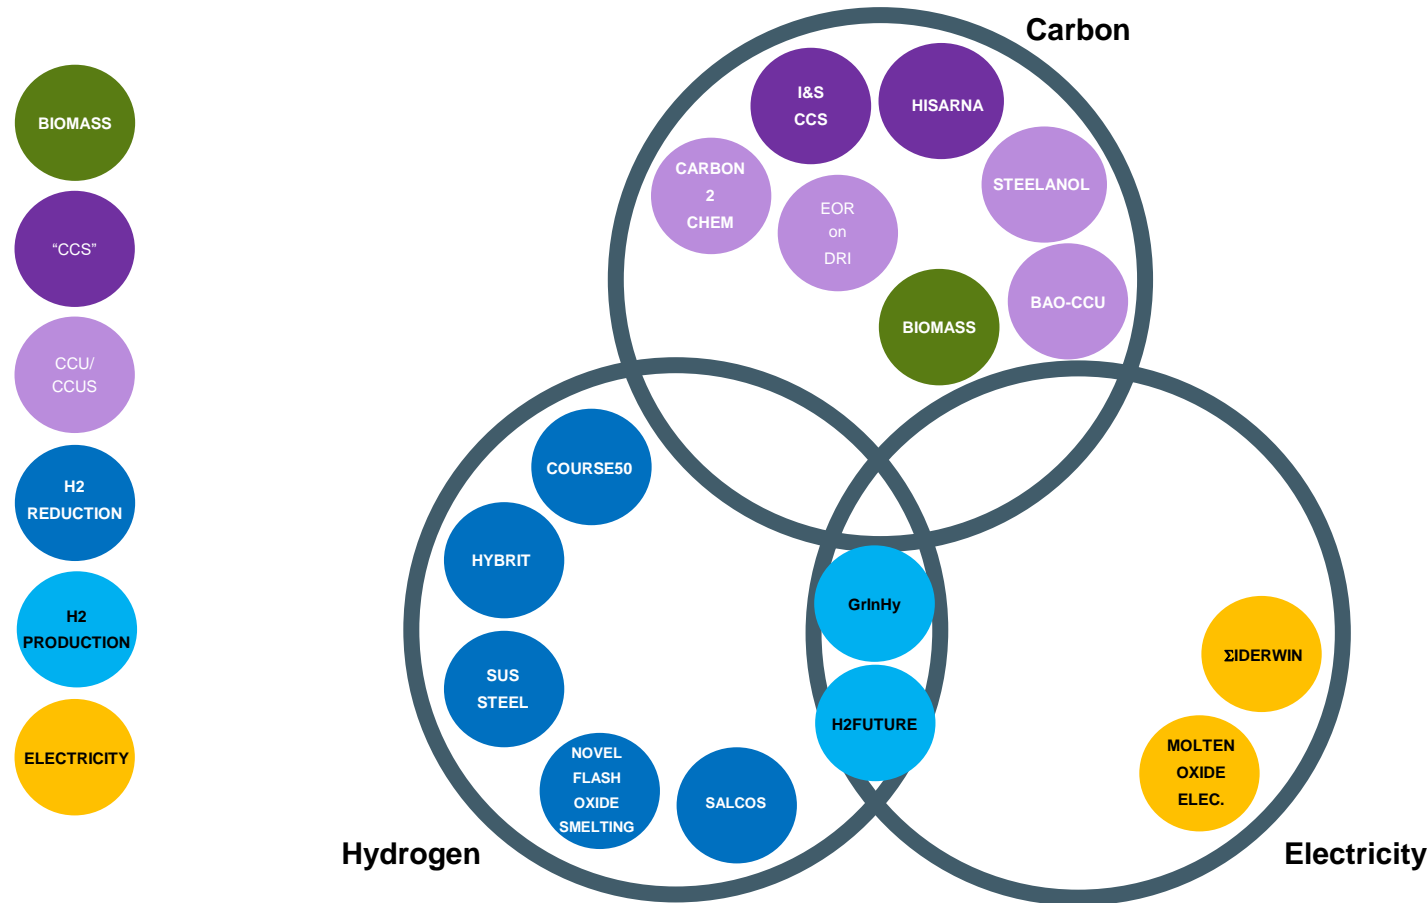 BIOMASS
“CCS”
CCU/
CCUS
H2
REDUCTION
H2
PRODUCTION
ELECTRICITY
Carbon
I&S
CCS
HISARNA
CARBON
2
CHEM
EOR
on
DRI
STEELANOL
BAO-CCU
BIOMASS
COURSE50
HYBRIT
SUS
STEEL
NOVEL
FLASH
OXIDE
SMELTING
SALCOS
Hydrogen
GrInHy
H2FUTURE
ΣIDERWIN
MOLTEN
OXIDE
ELEC.
Electricity